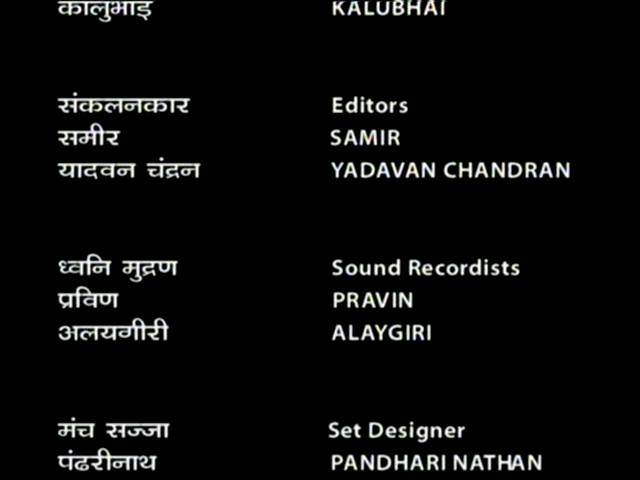 कालुभाई KALUBHAI
संकलनकार Editors
समीर SAMIR
यादवन चंद्रन YADAVAN CHANDRAN
ध्वनि मुद्रण Sound Recordists
प्रविण PRAVIN
अलयगीरी ALAYGIRI
मंच सज्जा Set Designer
पंढरीनाथ PANDHARI NATHAN